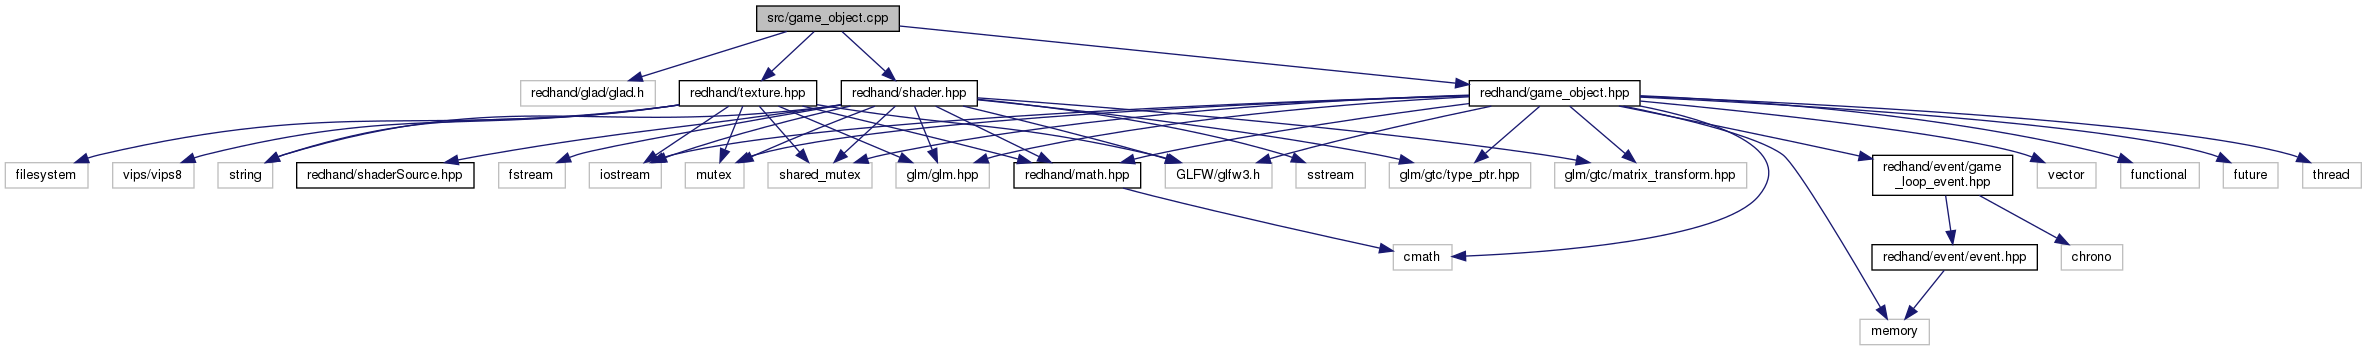 src/game_object.cpp
redhand/glad/glad.h
redhand/texture.hpp
redhand/shader.hpp
redhand/game_object.hpp
filesystem
vips/vips8
string
redhand/shaderSource.hpp
fstream
iostream
mutex
shared_mutex
glm/glm.hpp
redhand/math.hpp
GLFW/glfw3.h
sstream
glm/gtc/type_ptr.hpp
glm/gtc/matrix_transform.hpp
redhand/event/game
_loop_event.hpp
vector
functional
future
thread
cmath
redhand/event/event.hpp
chrono
memory